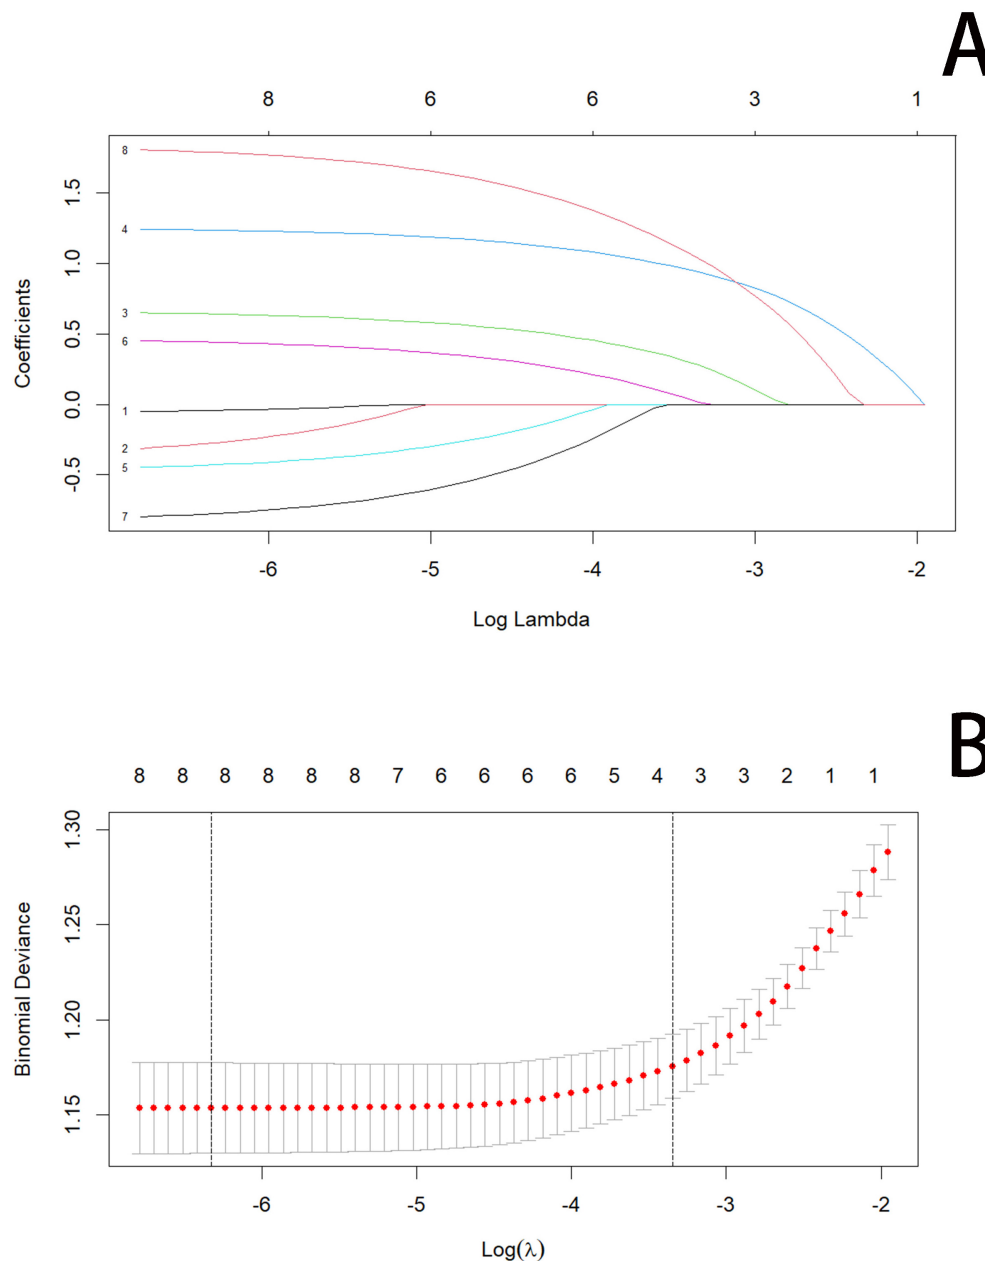 A
8 6 6 3 1
Coefficients
1.5
1.0
0.5
0.0
-0.5
8
4
3
6
1
2
5
7
-6 -5 -4 -3 -2
Log Lambda
B
8 8 8 8 8 8 7 6 6 6 6 5 4 3 3 2 1 1
Binomial Deviance
1.30
1.25
1.20
1.15
-6 -5 -4 -3 -2
Log(λ)